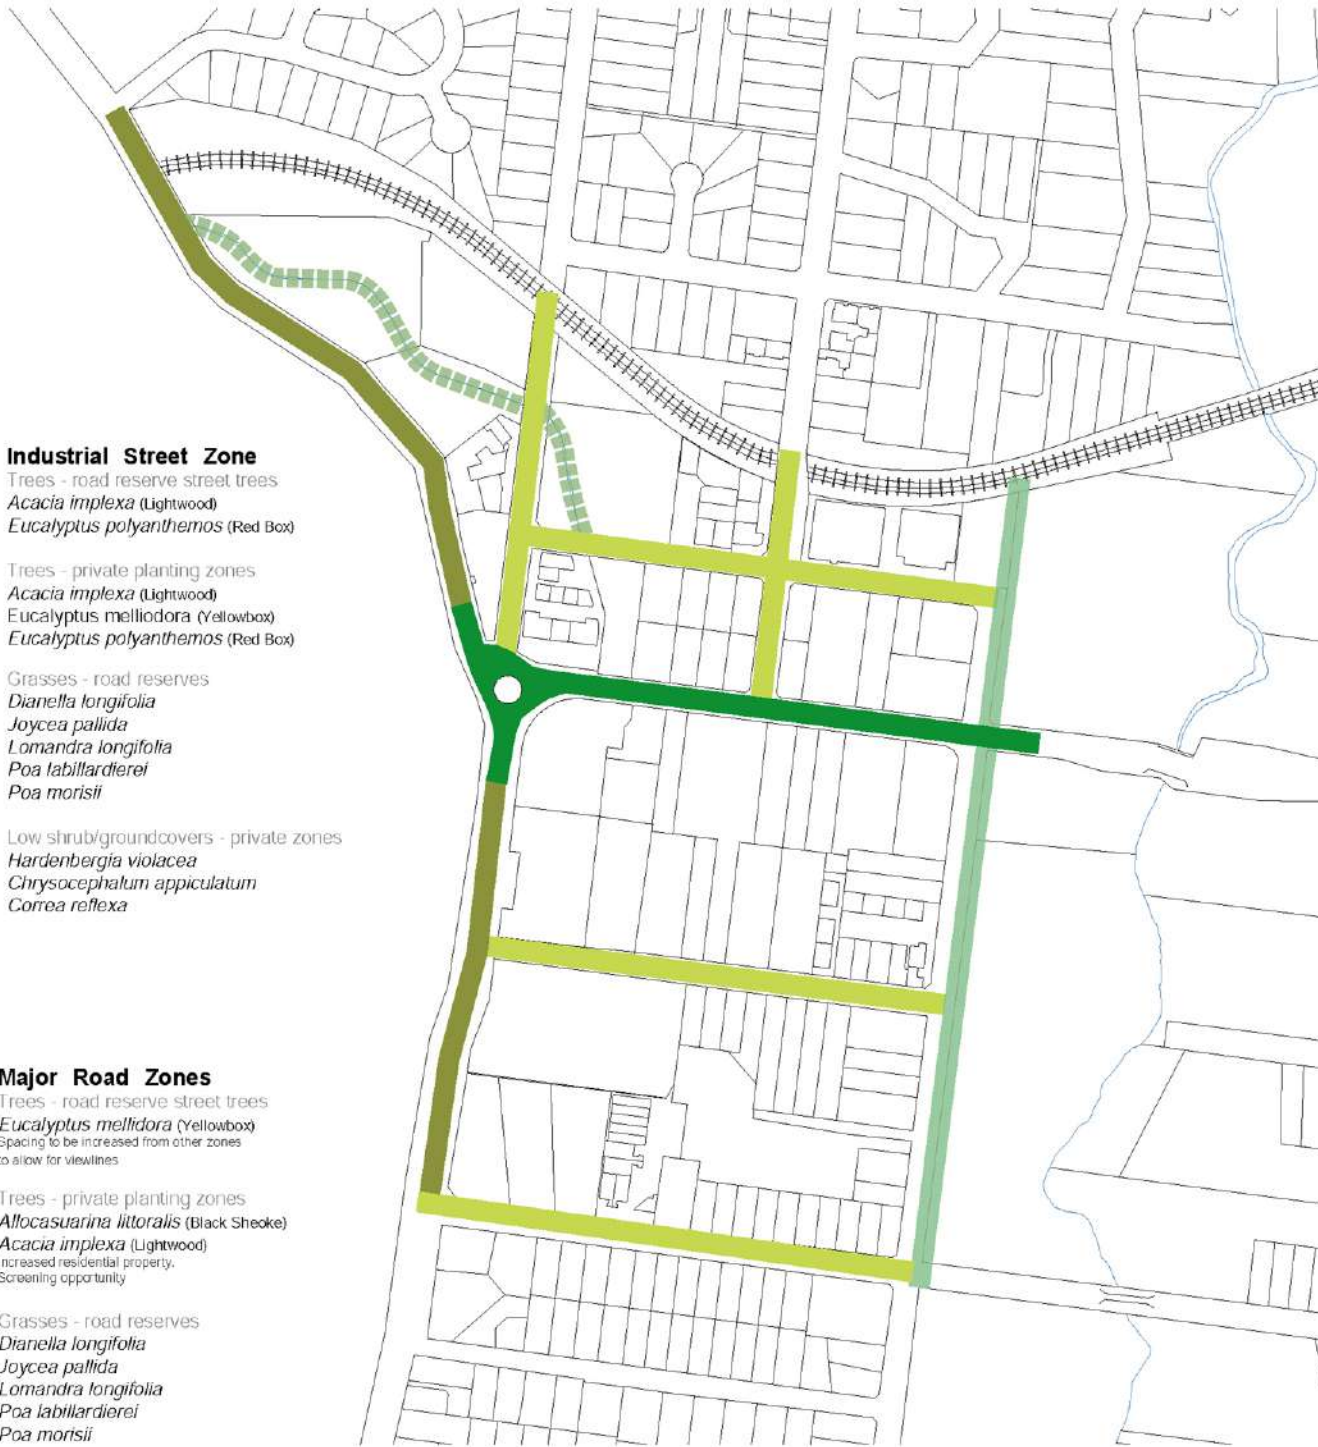 Industrial Street Zone
Trees - road reserve street trees
Acacia implexa (Lightwood)
Eucalyptus polyanthemos (Red Box)
Trees - private planting zones
Acacia implexa (Lightwood)
Eucalyptus melliodora (Yellowbox)
Eucalyptus polyanthemos (Red Box)
Grasses - road reserves
Dianella longifolia
Joycea pallida
Lomandra longifolia
Poa labillardierei
Poa morisii
Low shrub/groundcovers - private zones
Hardenbergia violacea
Chrysocephalum appiculatum
Correa reflexa
Major Road Zones
Trees - road reserve street trees
Eucalyptus mellidora (Yellowbox)
Spacing to be increased from other zones
to allow for viewlines
Trees - private planting zones
Allocasuarina littoralis (Black Sheoke)
Acacia implexa (Lightwood)
Increased residential property.
Screening opportunity
Grasses - road reserves
Dianella longifolia
Joycea pallida
Lomandra longifolia
Poa labillardierei
Poa morisii